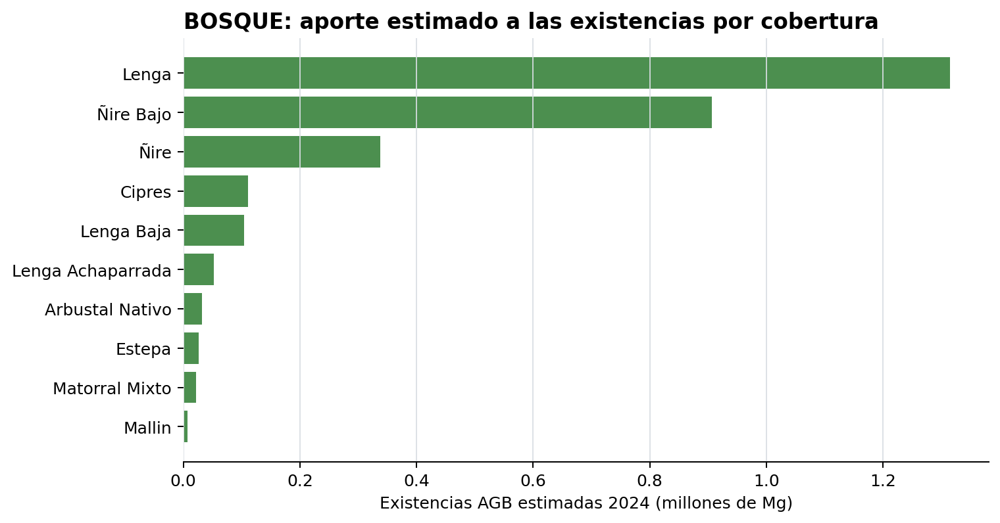 BOSQUE: aporte estimado a las existencias por cobertura
Lenga
Ñire Bajo
Ñire
Cipres
Lenga Baja
Lenga Achaparrada
Arbustal Nativo
Estepa
Matorral Mixto
Mallin
0.0 0.2 0.4 0.6 0.8 1.0 1.2
Existencias AGB estimadas 2024 (millones de Mg)